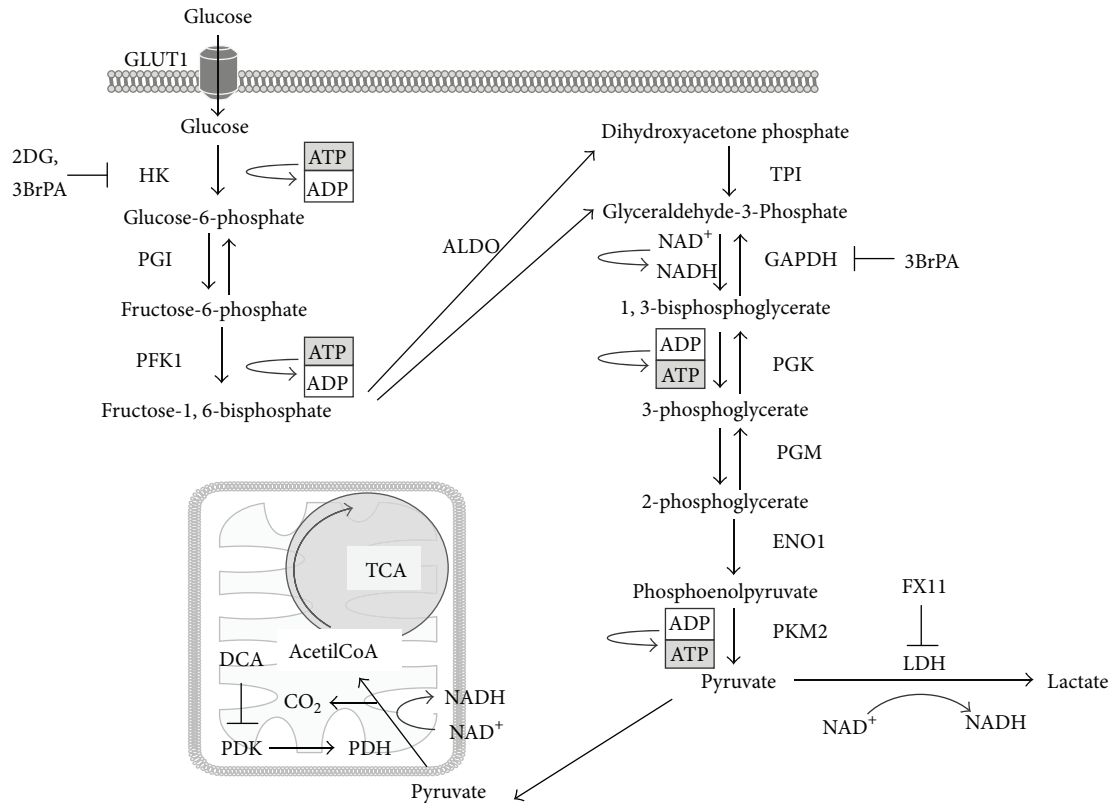 Glucose
GLUT1
Glucose
2DG,
3BrPA
HK
ATP
ADP
Glucose-6-phosphate
PGI
Fructose-6-phosphate
PFK1
ATP
ADP
Fructose-1, 6-bisphosphate
ALDO
Dihydroxyacetone phosphate
TPI
Glyceraldehyde-3-Phosphate
NAD+
NADH
GAPDH
3BrPA
1, 3-bisphosphoglycerate
ADP
ATP
PGK
3-phosphoglycerate
PGM
2-phosphoglycerate
ENO1
Phosphoenolpyruvate
ADP
ATP
PKM2
FX11
LDH
Pyruvate
Lactate
NAD+
NADH
TCA
AcetilCoA
DCA
CO2
NADH
NAD+
PDK
PDH
Pyruvate